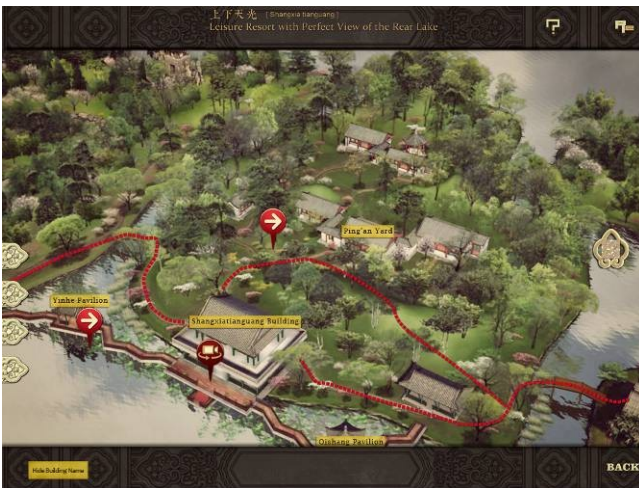 上下天光 [Shangxia tianguang]
Leisure Resort with Perfect View of the Rear Lake
Ping'an Yard
Yinhe Pavilion
Shangxiatianguang Building
Qishang Pavilion
Hide Building Name
BACK